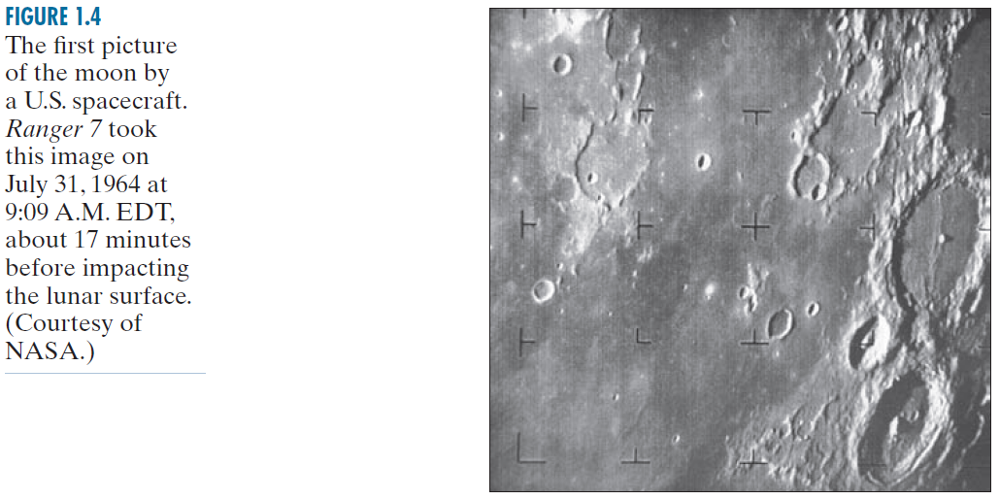 FIGURE 1.4
The first picture
of the moon by
a U.S. spacecraft.
Ranger 7 took
this image on
July 31, 1964 at
9:09 A.M. EDT,
about 17 minutes
before impacting
the lunar surface.
(Courtesy of
NASA.)